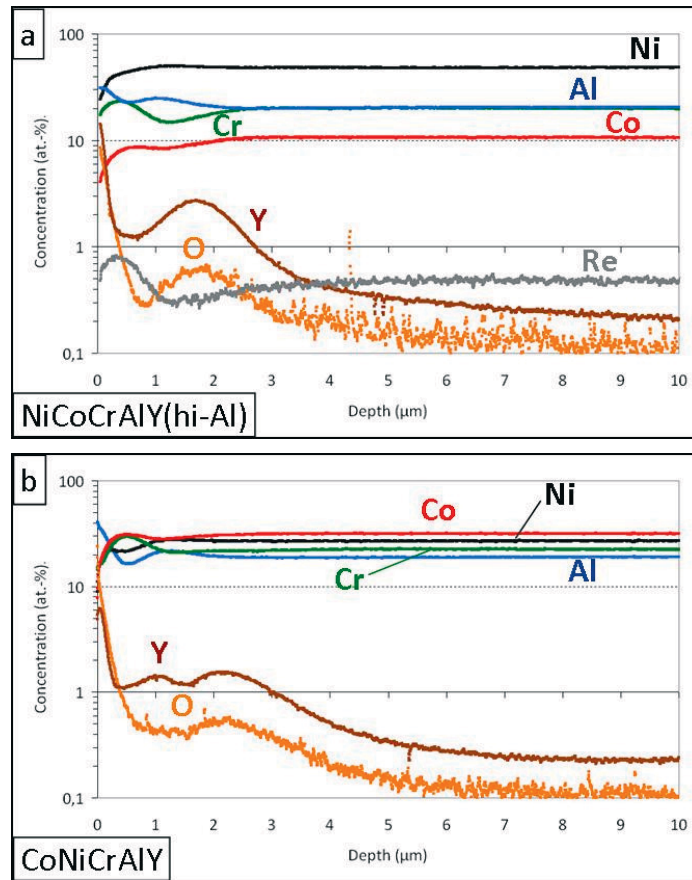 a
100
10
1
0,1
Concentration (at.-%)
Ni
Al
Cr
Co
Y
O
Re
0 1 2 3 4 5 6 7 8 9 10
Depth (µm)
NiCoCrAlY(hi-Al)
b
100
10
1
0,1
Concentration (at.-%)
Co
Ni
Cr
Al
Y
O
0 1 2 3 4 5 6 7 8 9 10
Depth (µm)
CoNiCrAlY